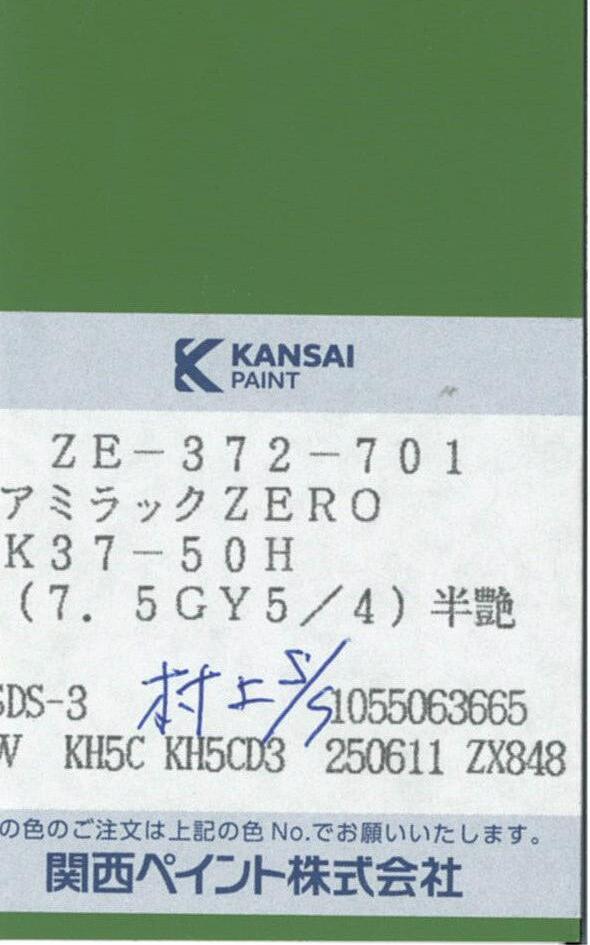 KANSAI
PAINT
ZE-372-701
アミラックZERO
K37-50H
(7.5GY5/4)半艶
SDS-3 村上 5/9 1055063665
W KH5C KH5CD3 250611 ZX848
の色のご注文は上記の色No.でお願いいたします。
関西ペイント株式会社